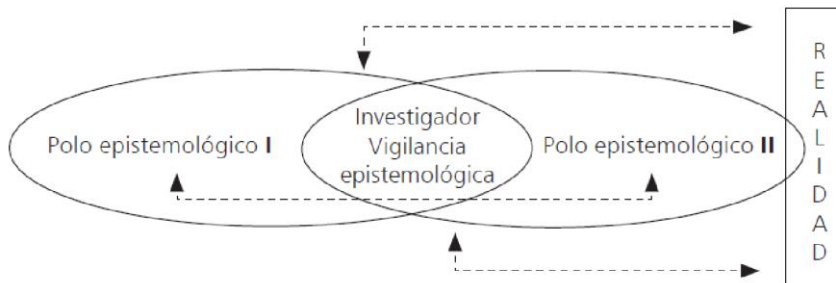 Polo epistemológico I
Investigador
Vigilancia
epistemológica
Polo epistemológico II
R
E
A
L
I
D
A
D